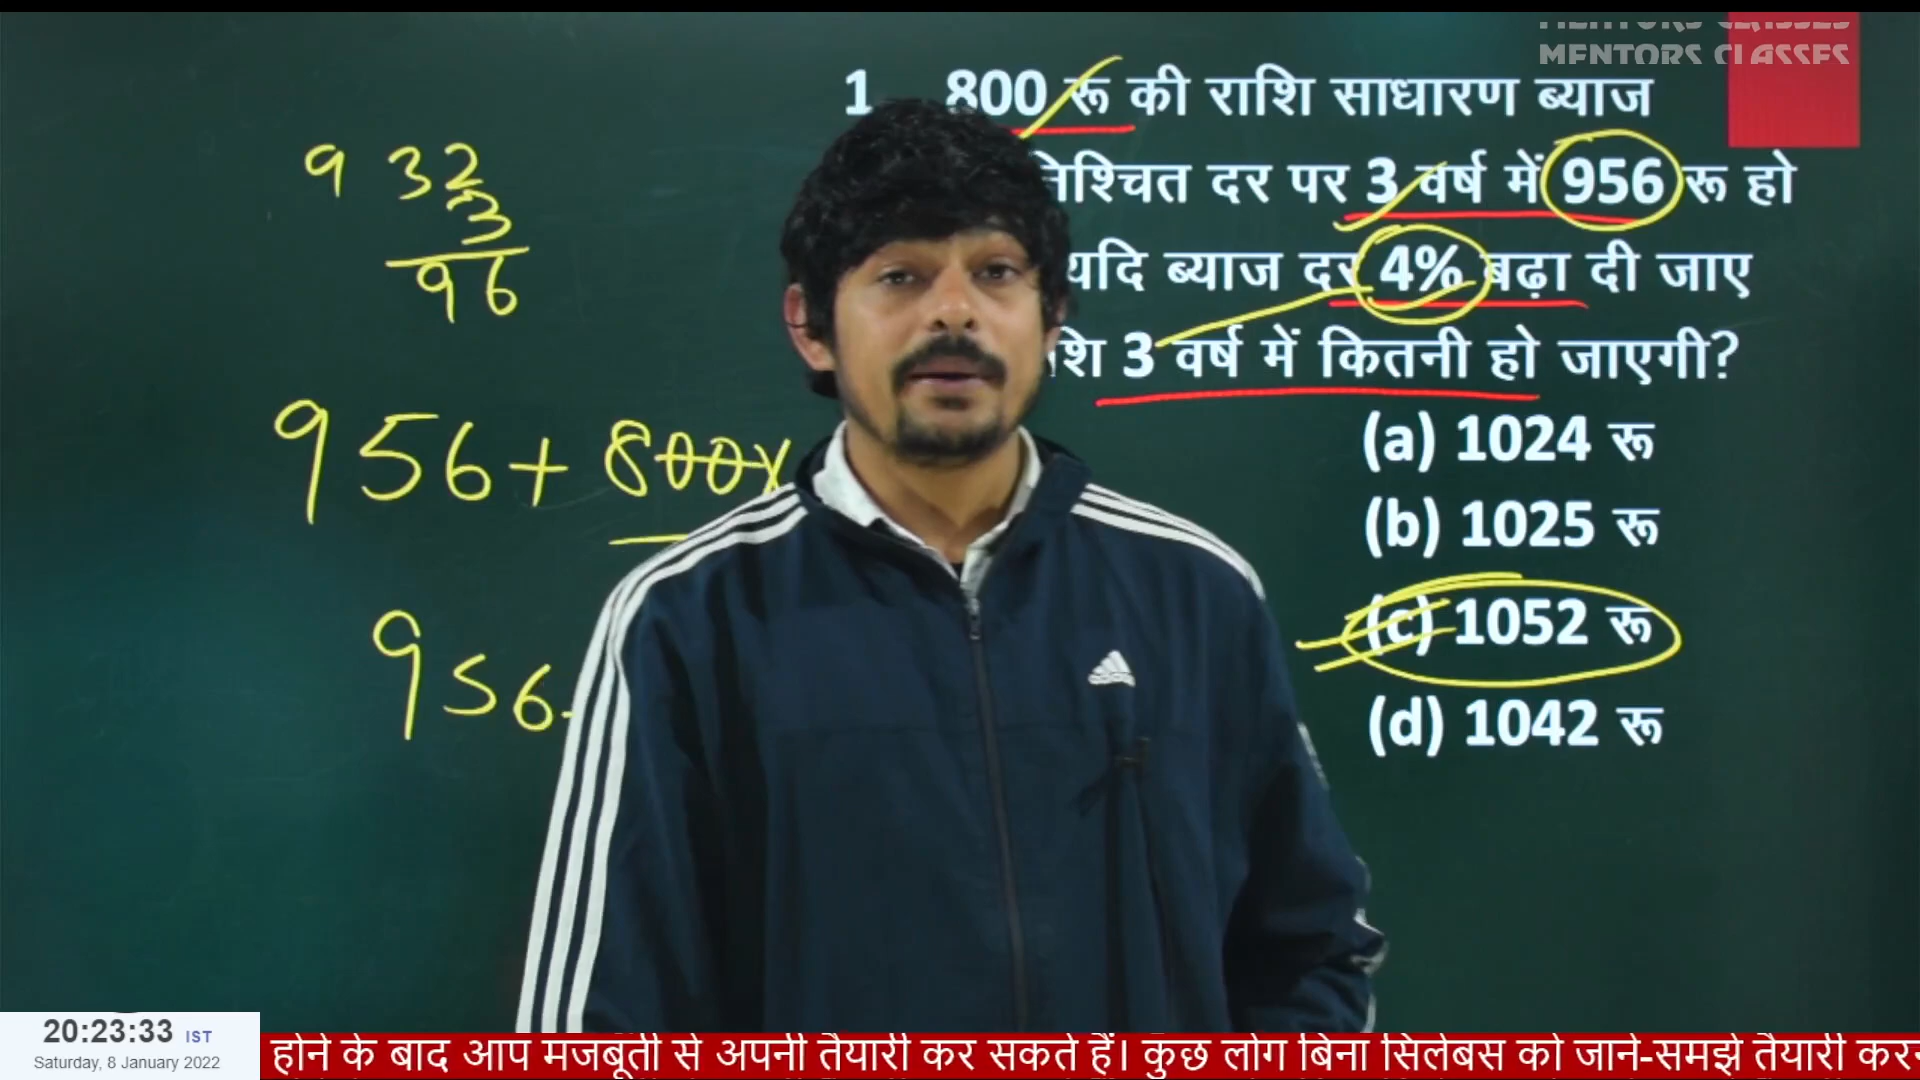 MENTORS CLASSES
MENTORS CLASSES
1 800 रू की राशि साधारण ब्याज
निश्चित दर पर 3 वर्ष में 956 रू हो
यदि ब्याज दर 4% बढ़ा दी जाए
3 वर्ष में कितनी हो जाएगी?
(a) 1024 रू
(b) 1025 रू
(c) 1052 रू
(d) 1042 रू
9 32
3
96
956 + 800 x
956
20:23:33 IST
Saturday, 8 January 2022
होने के बाद आप मजबूती से अपनी तैयारी कर सकते हैं। कुछ लोग बिना सिलेबस को जाने-समझे तैयारी